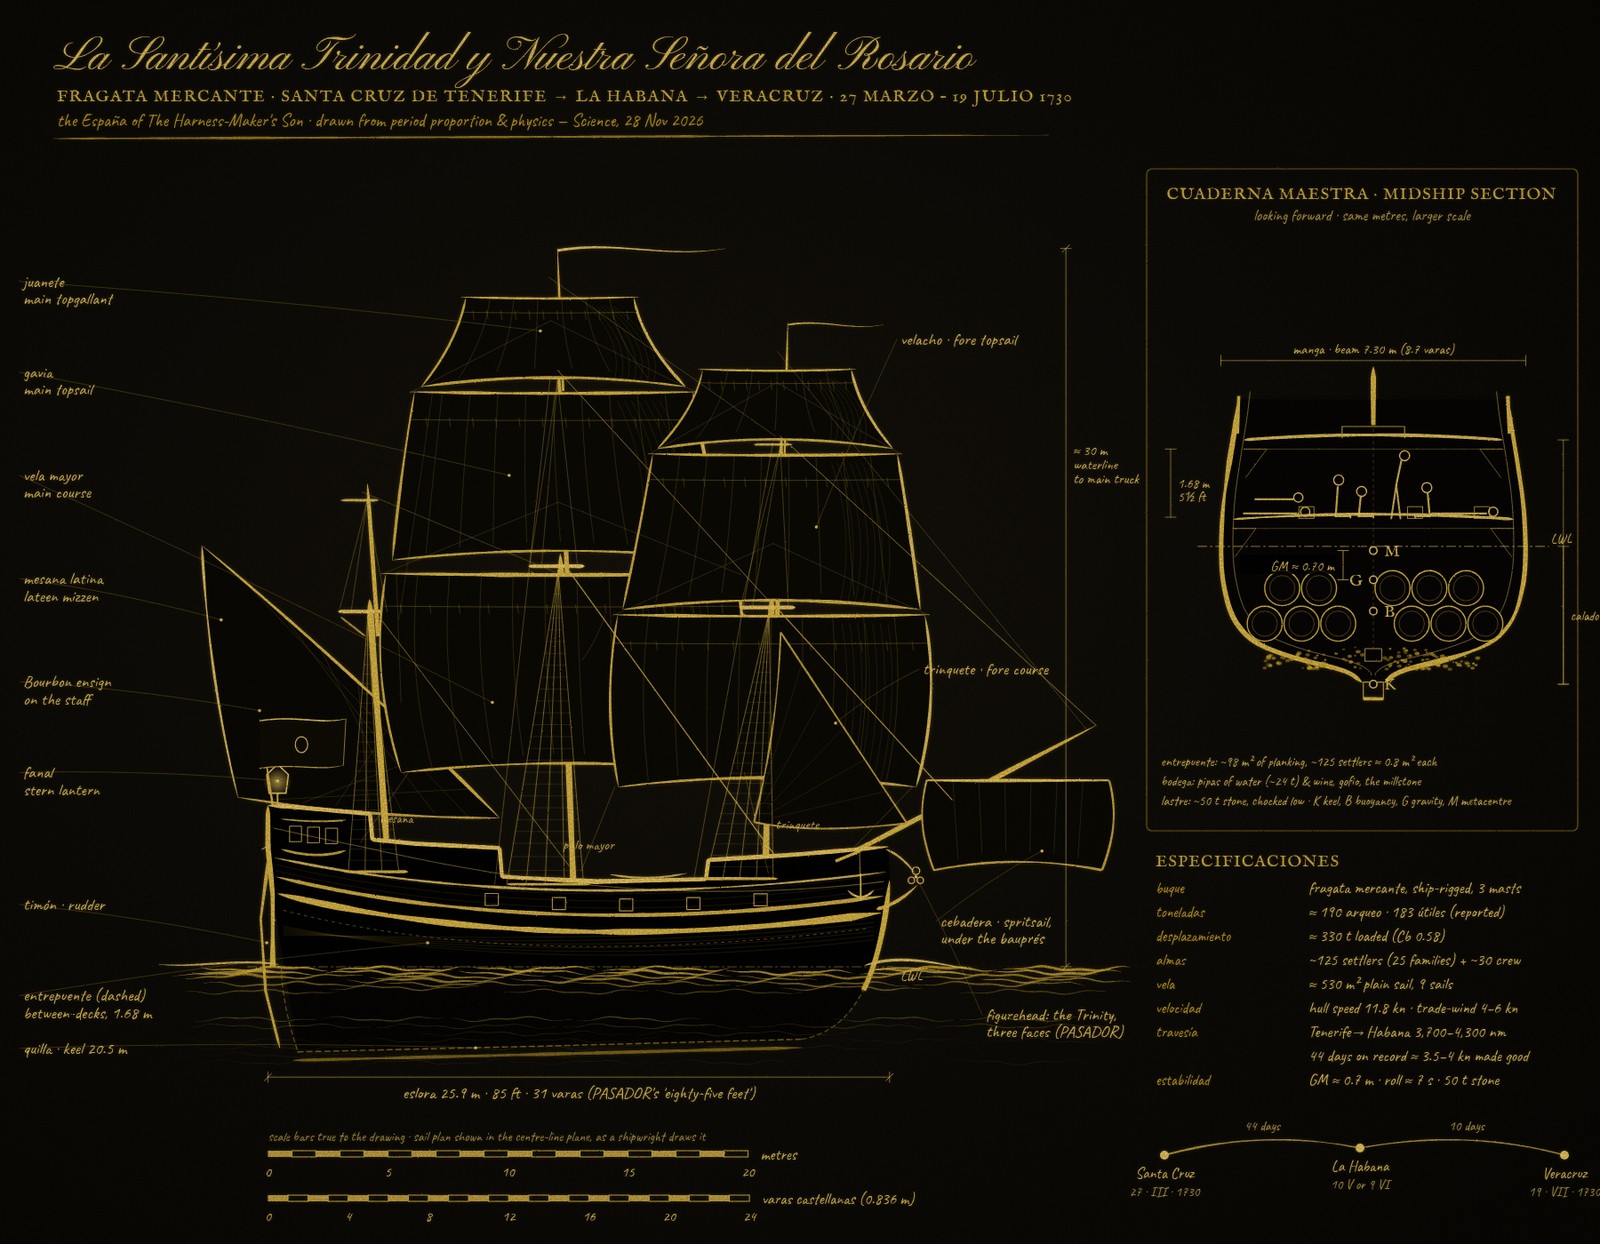 La Santísima Trinidad y Nuestra Señora del Rosario
FRAGATA MERCANTE · SANTA CRUZ DE TENERIFE → LA HABANA → VERACRUZ · 27 MARZO - 19 JULIO 1730
the España of The Harness-Maker's Son · drawn from period proportion & physics — Science, 28 Nov 2026
juanete
main topgallant
gavia
main topsail
vela mayor
main course
mesana latina
lateen mizzen
Bourbon ensign
on the staff
fanal
stern lantern
timón · rudder
entrepuente (dashed)
between-decks, 1.68 m
quilla · keel 20.5 m
velacho · fore topsail
≈ 30 m
waterline
to main truck
trinquete · fore course
mesana
palo mayor
trinquete
cebadera · spritsail,
under the bauprés
LWL
figurehead: the Trinity,
three faces (PASADOR)
eslora 25.9 m · 85 ft · 31 varas (PASADOR's 'eighty-five feet')
scale bars true to the drawing · sail plan shown in the centre-line plane, as a shipwright draws it
metres
0 5 10 15 20
varas castellanas (0.836 m)
0 4 8 12 16 20 24
CUADERNA MAESTRA · MIDSHIP SECTION
looking forward · same metres, larger scale
manga · beam 7.30 m (8.7 varas)
1.68 m
5½ ft
LWL
M
GM ≈ 0.70 m
G
B
calado
K
entrepuente: ~98 m² of planking, ~125 settlers ≈ 0.8 m² each
bodega: pipas of water (~24 t) & wine, gofio, the millstone
lastre: ~50 t stone, chocked low · K keel, B buoyancy, G gravity, M metacentre
ESPECIFICACIONES
buque fragata mercante, ship-rigged, 3 masts
toneladas ≈ 190 arqueo · 183 útiles (reported)
desplazamiento ≈ 330 t loaded (Cb 0.58)
almas ~125 settlers (25 families) + ~30 crew
vela ≈ 530 m² plain sail, 9 sails
velocidad hull speed 11.8 kn · trade-wind 4–6 kn
travesía Tenerife→Habana 3,700–4,300 nm
44 days on record ≈ 3.5–4 kn made good
estabilidad GM ≈ 0.7 m · roll ≈ 7 s · 50 t stone
44 days 10 days
Santa Cruz La Habana Veracruz
27 · III · 1730 10 V or 9 VI 19 · VII · 1730